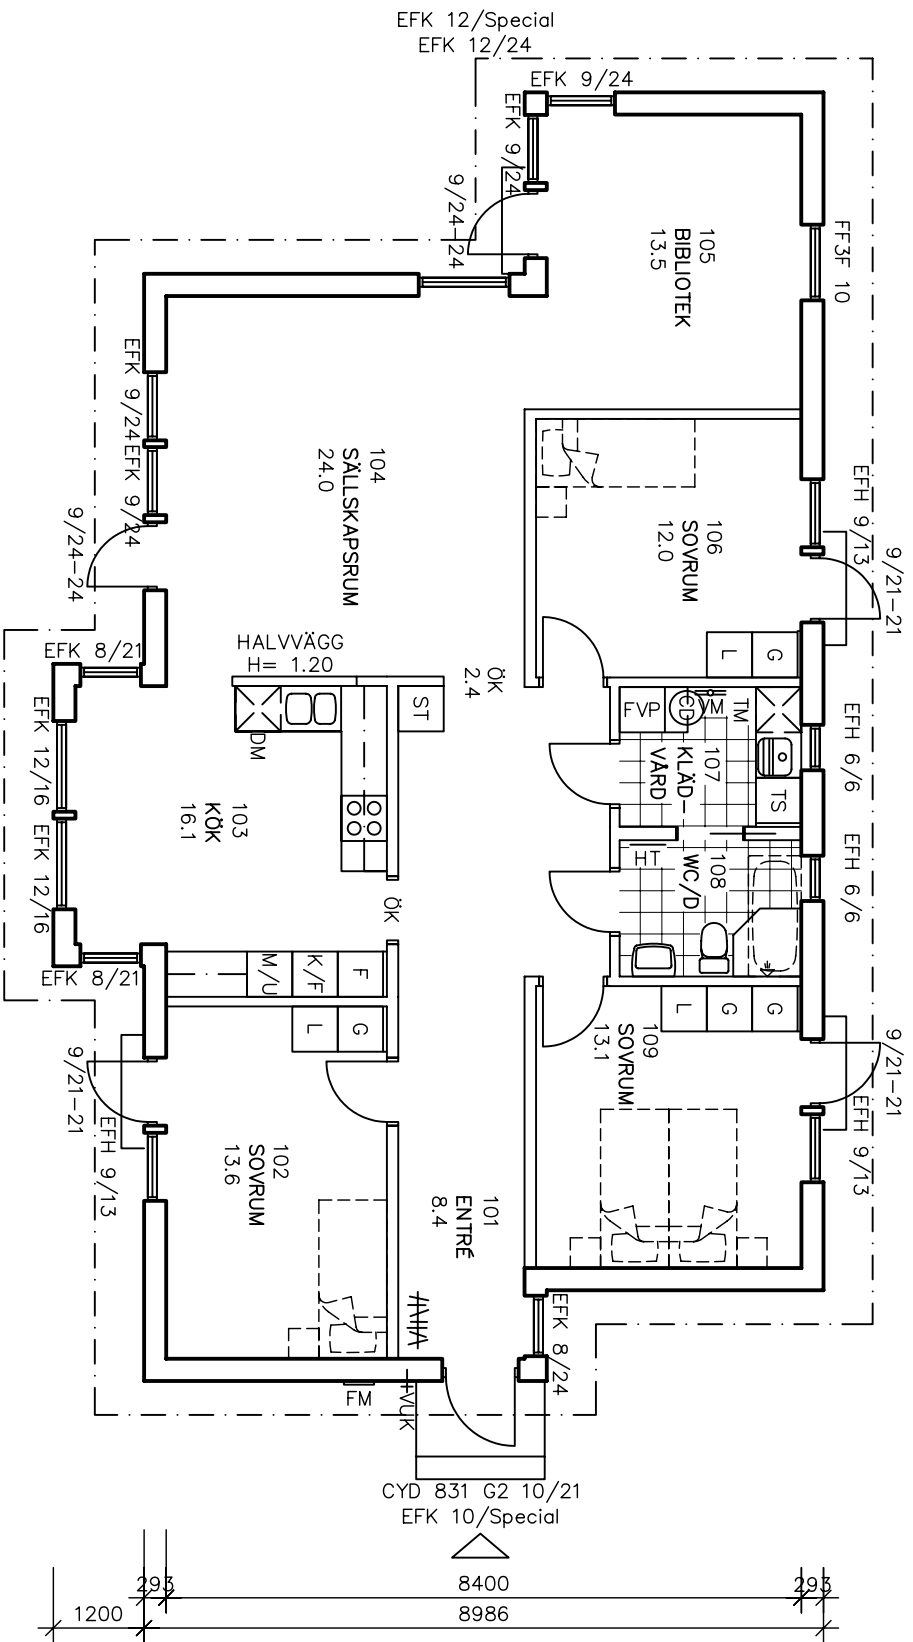 EFK 12/Special
EFK 12/24
EFK 9/24
EFK 9/24
9/24-24
FF3F 10
105
BIBLIOTEK
13.5
EFK 9/24
EFK 9/24
9/24-24
104
SÄLLSKAPSRUM
24.0
106
SOVRUM
12.0
EFH 9/13
9/21-21
L
G
HALVVÄGG
H= 1.20
EFK 8/21
ÖK
2.4
ST
DM
FVP
CD
VM
TM
107
KLÄD-
VÅRD
TS
EFH 6/6
EFK 12/16
EFK 12/16
103
KÖK
16.1
HT
108
WC/D
EFH 6/6
ÖK
EFK 8/21
M/U
K/F
F
L
G
L
G
G
109
SOVRUM
13.1
9/21-21
EFH 9/13
9/21-21
EFH 9/13
102
SOVRUM
13.6
101
ENTRÉ
8.4
EFK 8/24
FM
VUK
CYD 831 G2 10/21
EFK 10/Special
293
8400
293
1200
8986